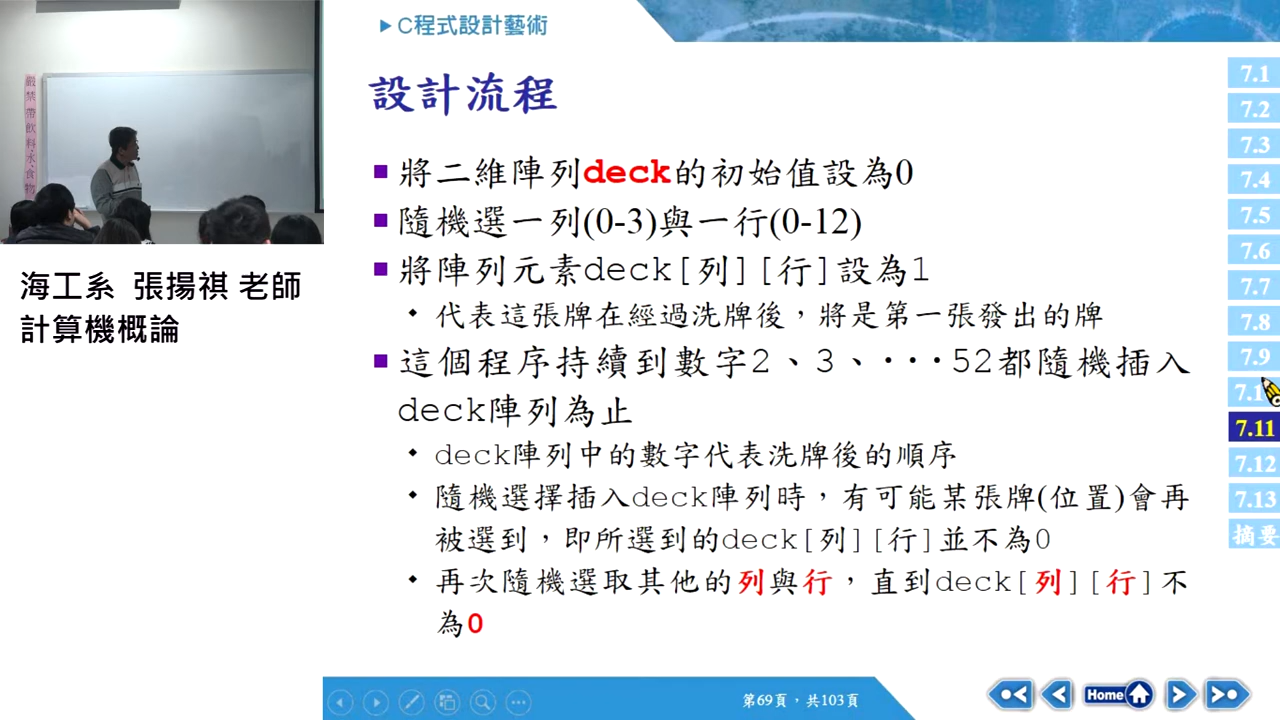 C程式設計藝術
嚴禁帶飲料、水、食物
設計流程
將二維陣列deck的初始值設為0
隨機選一列(0-3)與一行(0-12)
將陣列元素deck[列][行]設為1
代表這張牌在經過洗牌後，將是第一張發出的牌
這個程序持續到數字2、3、···52都隨機插入
deck陣列為止
deck陣列中的數字代表洗牌後的順序
隨機選擇插入deck陣列時，有可能某張牌(位置)會再
被選到，即所選到的deck[列][行]並不為0
再次隨機選取其他的列與行，直到deck[列][行]不
為0
海工系 張揚祺 老師
計算機概論
7.1
7.2
7.3
7.4
7.5
7.6
7.7
7.8
7.9
7.1
7.11
7.12
7.13
摘要
第69頁，共103頁
Home